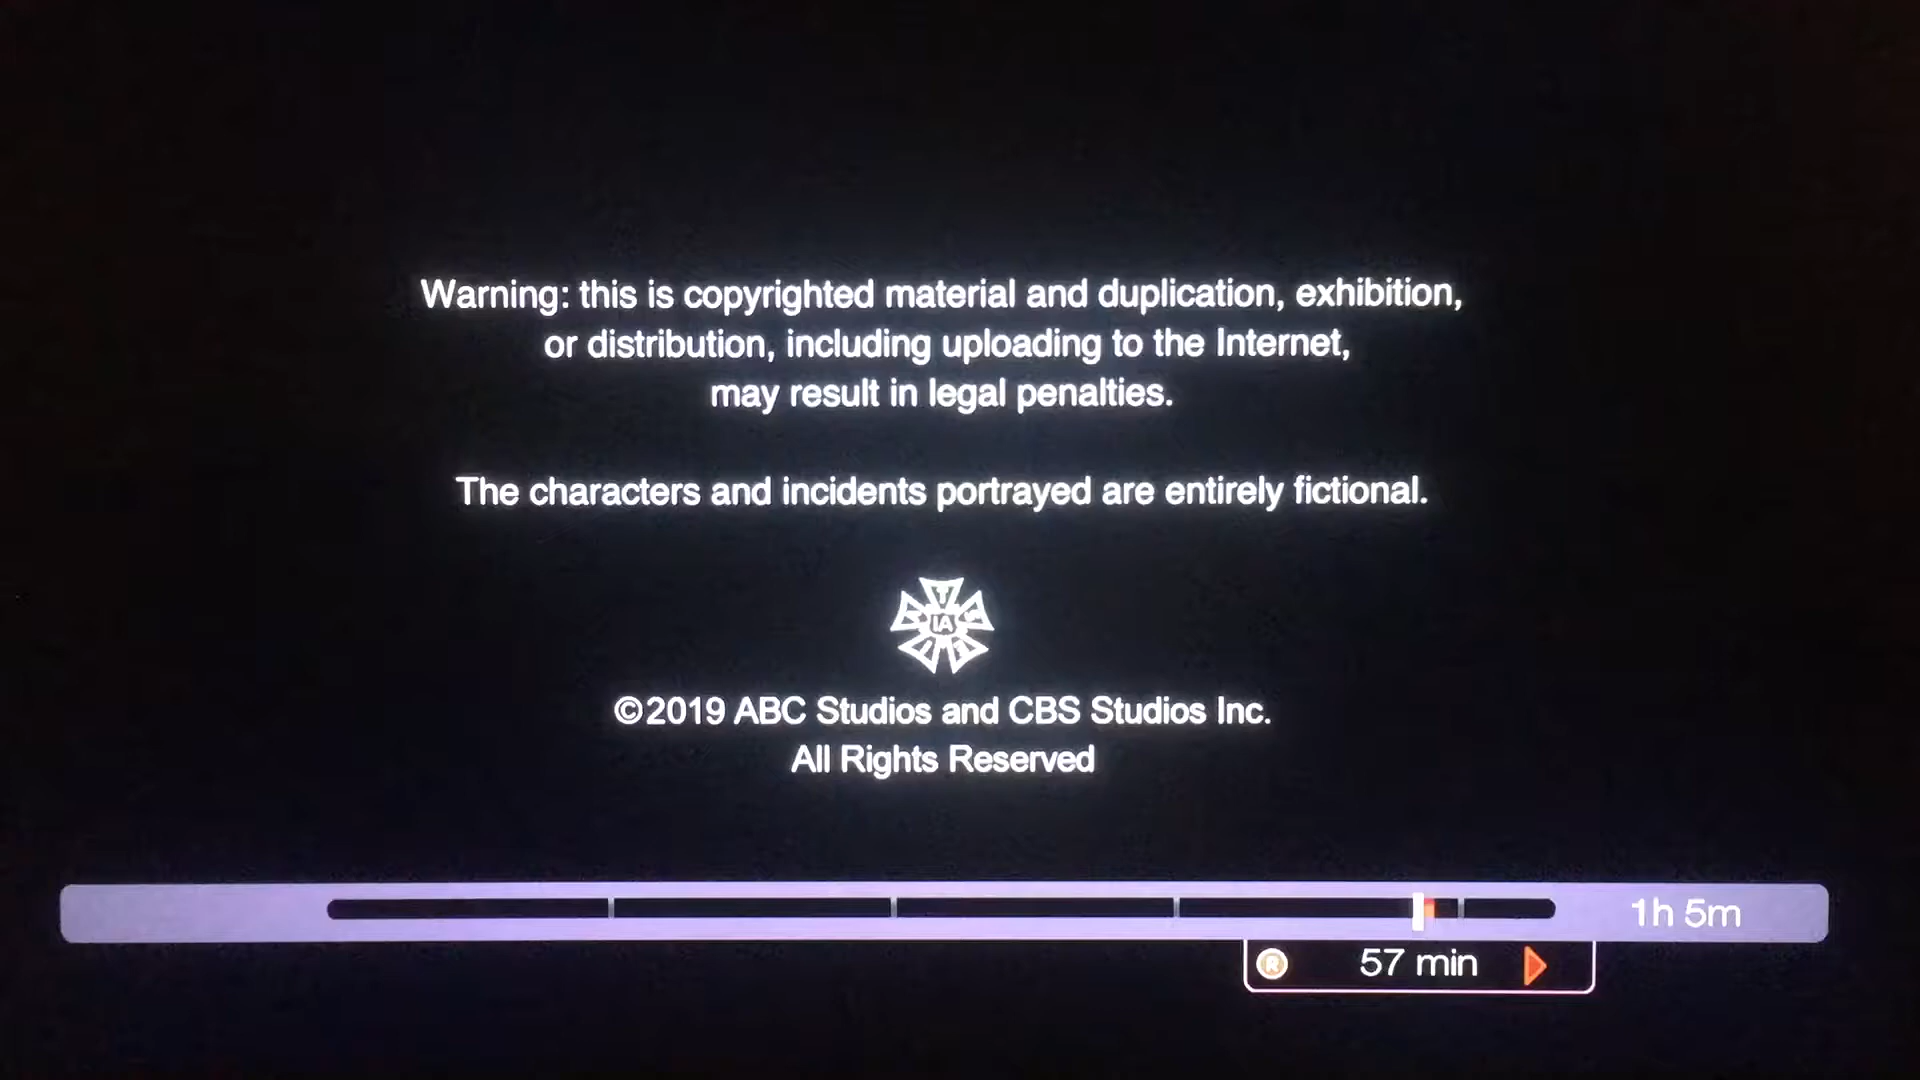 Warning: this is copyrighted material and duplication, exhibition,
or distribution, including uploading to the Internet,
may result in legal penalties.
The characters and incidents portrayed are entirely fictional.
IATSE
©2019 ABC Studios and CBS Studios Inc.
All Rights Reserved
1h 5m
R 57 min